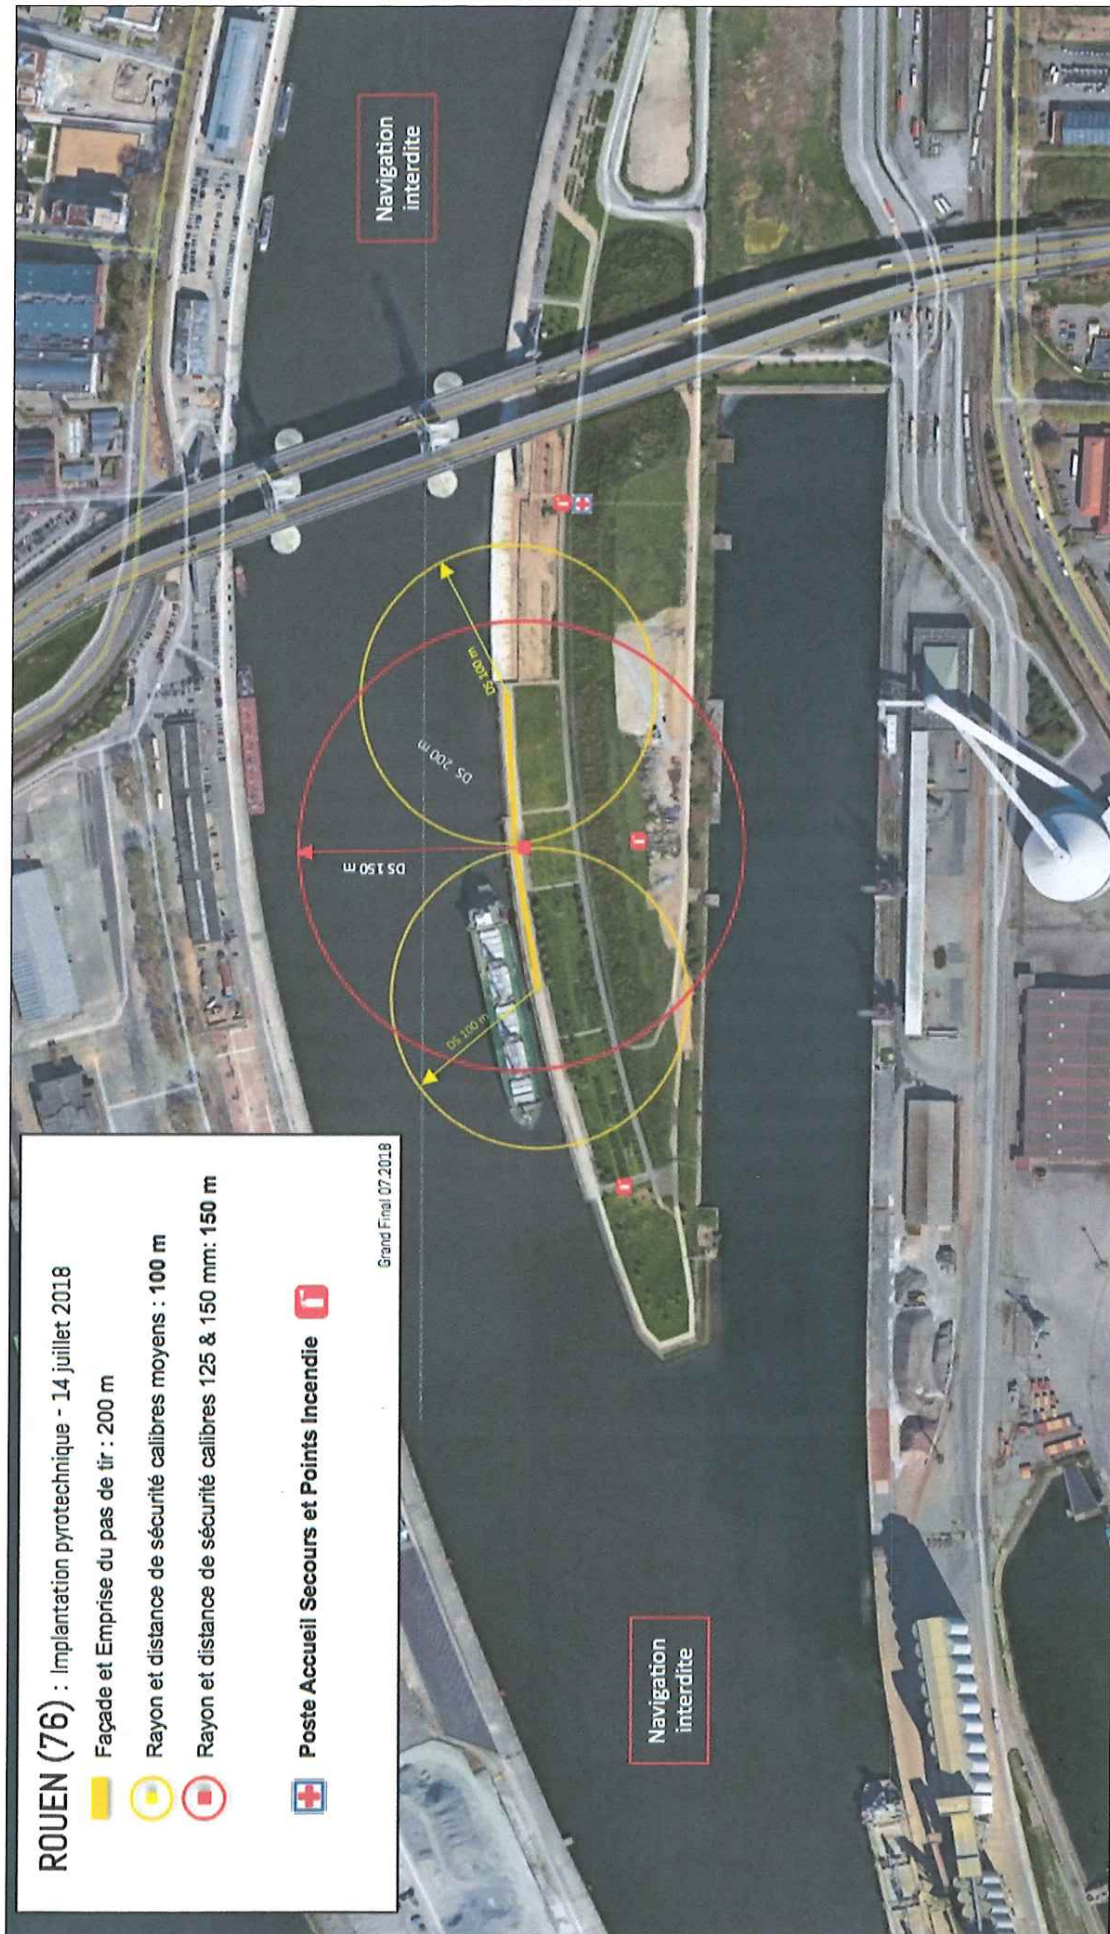 ROUEN (76) : Implantation pyrotechnique - 14 juillet 2018
Façade et Emprise du pas de tir : 200 m
Rayon et distance de sécurité calibres moyens : 100 m
Rayon et distance de sécurité calibres 125 & 150 mm: 150 m
Poste Accueil Secours et Points Incendie
Grand Final 07.2018
Navigation
interdite
DS 100 m
DS 150 m
DS 200 m
DS 100 m
Navigation
interdite